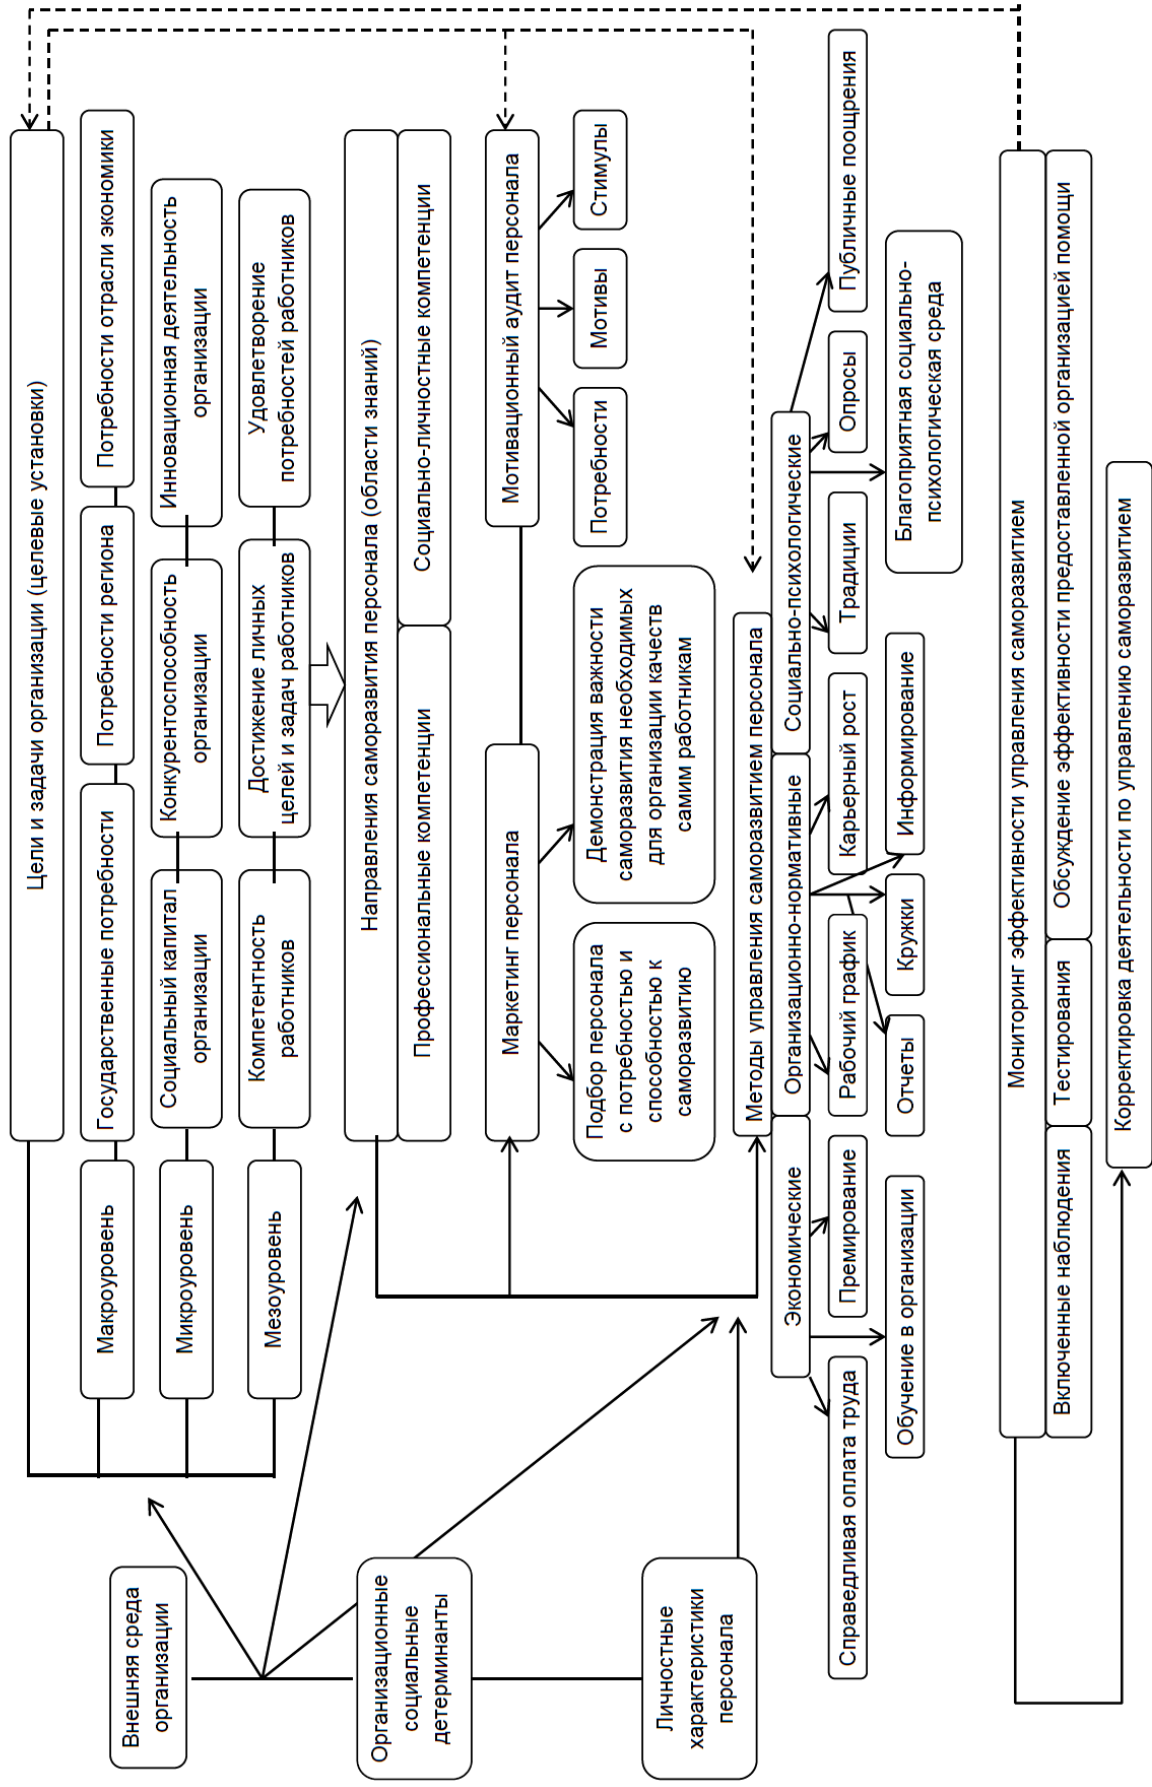 Цели и задачи организации (целевые установки)
Макроуровень
Государственные потребности
Потребности региона
Потребности отрасли экономики
Микроуровень
Социальный капитал
организации
Конкурентоспособность
организации
Инновационная деятельность
организации
Мезоуровень
Компетентность
работников
Достижение личных
целей и задач работников
Удовлетворение
потребностей работников
Внешняя среда
организации
Организационные
социальные
детерминанты
Личностные
характеристики
персонала
Направления саморазвития персонала (области знаний)
Профессиональные компетенции
Социально-личностные компетенции
Маркетинг персонала
Мотивационный аудит персонала
Подбор персонала
с потребностью и
способностью к
саморазвитию
Демонстрация важности
саморазвития необходимых
для организации качеств
самим работникам
Потребности
Мотивы
Стимулы
Методы управления саморазвитием персонала
Экономические
Организационно-нормативные
Социально-психологические
Справедливая оплата труда
Премирование
Рабочий график
Карьерный рост
Традиции
Опросы
Публичные поощрения
Обучение в организации
Отчеты
Кружки
Информирование
Благоприятная социально-
психологическая среда
Мониторинг эффективности управления саморазвитием
Включенные наблюдения
Тестирования
Обсуждение эффективности предоставленной организацией помощи
Корректировка деятельности по управлению саморазвитием